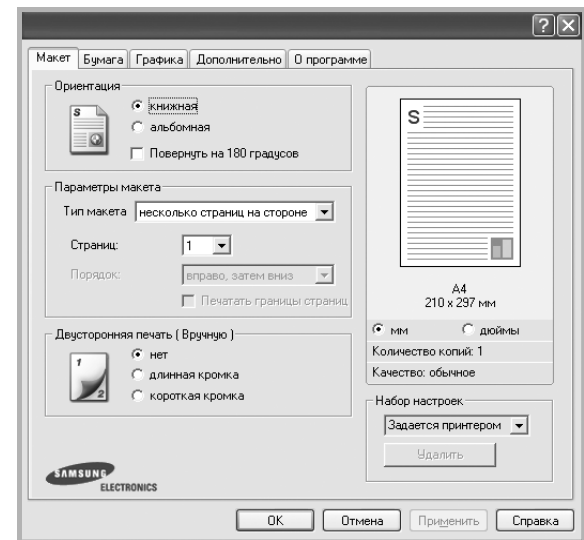 Макет Бумага Графика Дополнительно О программе
Ориентация
S
книжная
альбомная
Повернуть на 180 градусов
Параметры макета
Тип макета несколько страниц на стороне
Страниц: 1
Порядок: вправо, затем вниз
Печатать границы страниц
Двусторонняя печать ( Вручную )
1
2
нет
длинная кромка
короткая кромка
S
A4
210 x 297 мм
мм дюймы
Количество копий: 1
Качество: обычное
Набор настроек
Задается принтером
Удалить
SAMSUNG
ELECTRONICS
OK Отмена Применить Справка